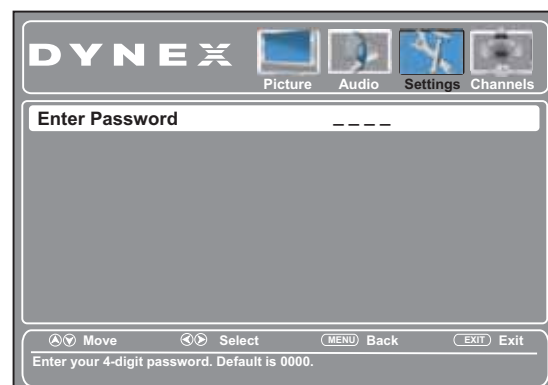 DYNEX
Picture Audio Settings Channels
Enter Password _ _ _ _
Move Select MENU Back EXIT Exit
Enter your 4-digit password. Default is 0000.